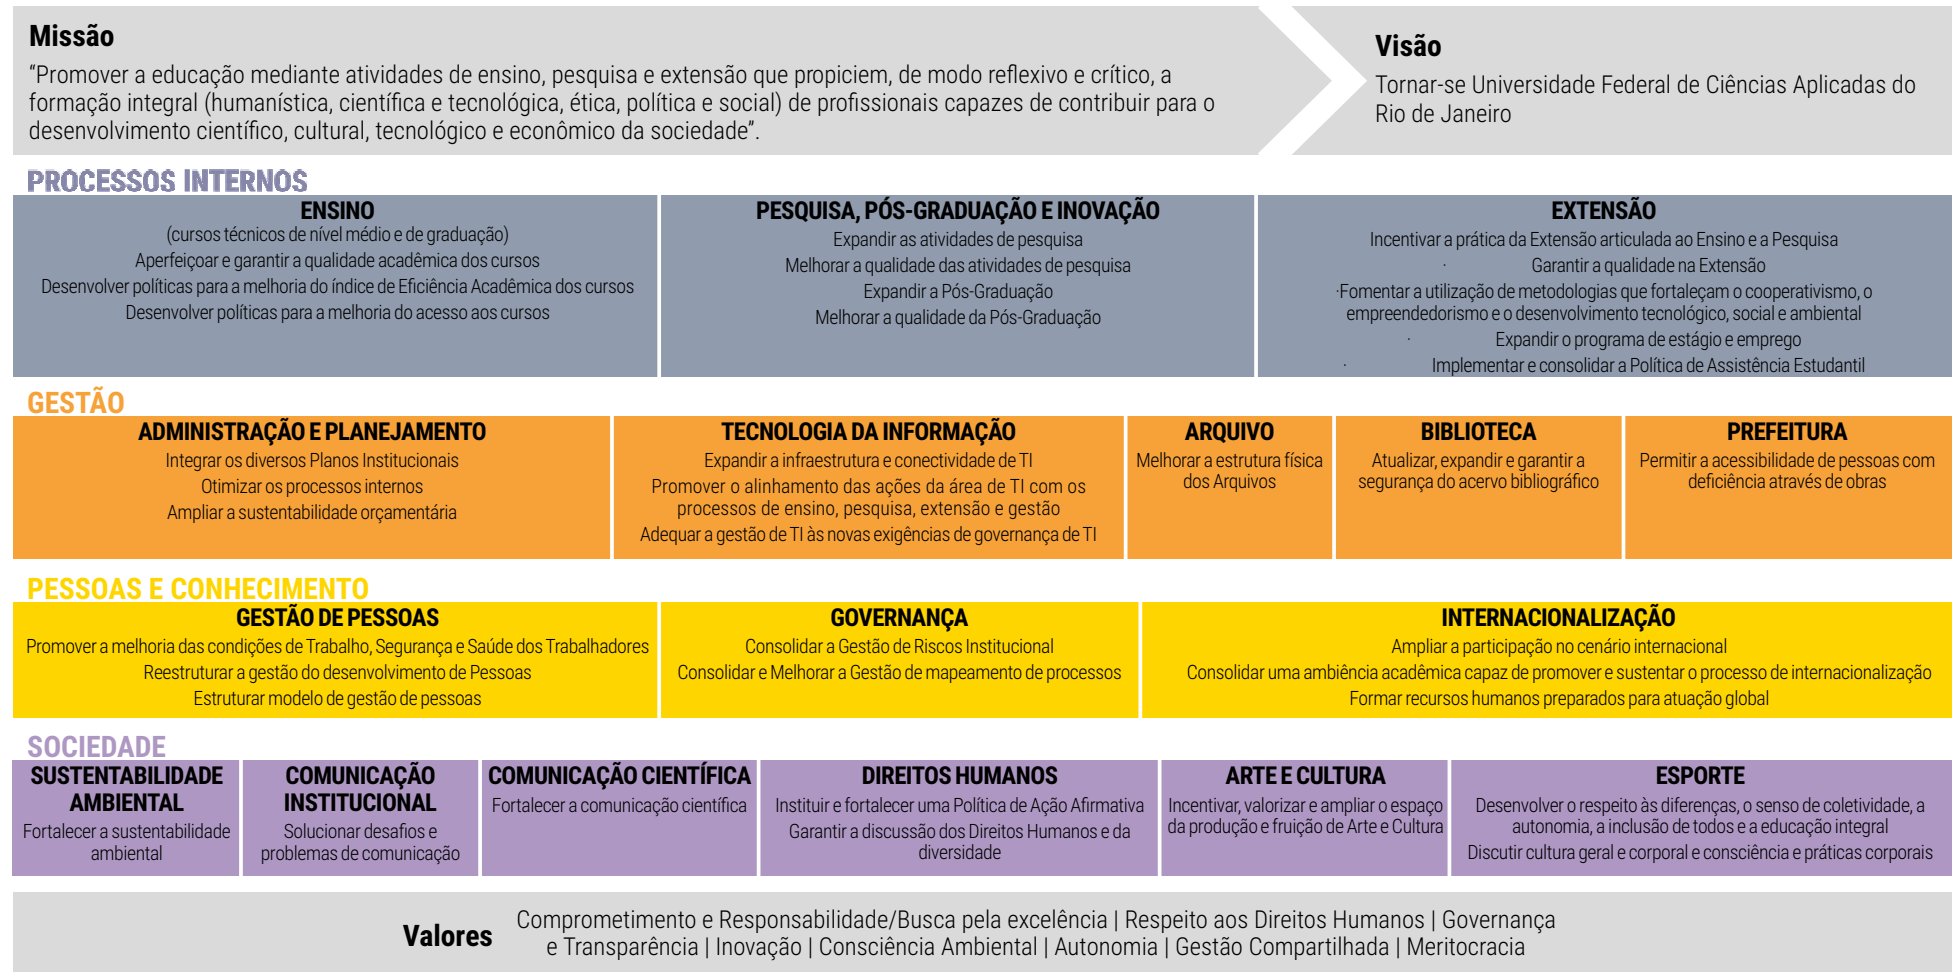 Missão
“Promover a educação mediante atividades de ensino, pesquisa e extensão que propiciem, de modo reflexivo e crítico, a
formação integral (humanística, científica e tecnológica, ética, política e social) de profissionais capazes de contribuir para o
desenvolvimento científico, cultural, tecnológico e econômico da sociedade”.
Visão
Tornar-se Universidade Federal de Ciências Aplicadas do
Rio de Janeiro
PROCESSOS INTERNOS
ENSINO
(cursos técnicos de nível médio e de graduação)
Aperfeiçoar e garantir a qualidade acadêmica dos cursos
Desenvolver políticas para a melhoria do índice de Eficiência Acadêmica dos cursos
Desenvolver políticas para a melhoria do acesso aos cursos
PESQUISA, PÓS-GRADUAÇÃO E INOVAÇÃO
Expandir as atividades de pesquisa
Melhorar a qualidade das atividades de pesquisa
Expandir a Pós-Graduação
Melhorar a qualidade da Pós-Graduação
EXTENSÃO
Incentivar a prática da Extensão articulada ao Ensino e a Pesquisa
· Garantir a qualidade na Extensão
·Fomentar a utilização de metodologias que fortaleçam o cooperativismo, o
empreendedorismo e o desenvolvimento tecnológico, social e ambiental
· Expandir o programa de estágio e emprego
· Implementar e consolidar a Política de Assistência Estudantil
GESTÃO
ADMINISTRAÇÃO E PLANEJAMENTO
Integrar os diversos Planos Institucionais
Otimizar os processos internos
Ampliar a sustentabilidade orçamentária
TECNOLOGIA DA INFORMAÇÃO
Expandir a infraestrutura e conectividade de TI
Promover o alinhamento das ações da área de TI com os
processos de ensino, pesquisa, extensão e gestão
Adequar a gestão de TI às novas exigências de governança de TI
ARQUIVO
Melhorar a estrutura física
dos Arquivos
BIBLIOTECA
Atualizar, expandir e garantir a
segurança do acervo bibliográfico
PREFEITURA
Permitir a acessibilidade de pessoas com
deficiência através de obras
PESSOAS E CONHECIMENTO
GESTÃO DE PESSOAS
Promover a melhoria das condições de Trabalho, Segurança e Saúde dos Trabalhadores
Reestruturar a gestão do desenvolvimento de Pessoas
Estruturar modelo de gestão de pessoas
GOVERNANÇA
Consolidar a Gestão de Riscos Institucional
Consolidar e Melhorar a Gestão de mapeamento de processos
INTERNACIONALIZAÇÃO
Ampliar a participação no cenário internacional
Consolidar uma ambiência acadêmica capaz de promover e sustentar o processo de internacionalização
Formar recursos humanos preparados para atuação global
SOCIEDADE
SUSTENTABILIDADE
AMBIENTAL
Fortalecer a sustentabilidade
ambiental
COMUNICAÇÃO
INSTITUCIONAL
Solucionar desafios e
problemas de comunicação
COMUNICAÇÃO CIENTÍFICA
Fortalecer a comunicação científica
DIREITOS HUMANOS
Instituir e fortalecer uma Política de Ação Afirmativa
Garantir a discussão dos Direitos Humanos e da
diversidade
ARTE E CULTURA
Incentivar, valorizar e ampliar o espaço
da produção e fruição de Arte e Cultura
ESPORTE
Desenvolver o respeito às diferenças, o senso de coletividade, a
autonomia, a inclusão de todos e a educação integral
Discutir cultura geral e corporal e consciência e práticas corporais
Valores
Comprometimento e Responsabilidade/Busca pela excelência | Respeito aos Direitos Humanos | Governança
e Transparência | Inovação | Consciência Ambiental | Autonomia | Gestão Compartilhada | Meritocracia